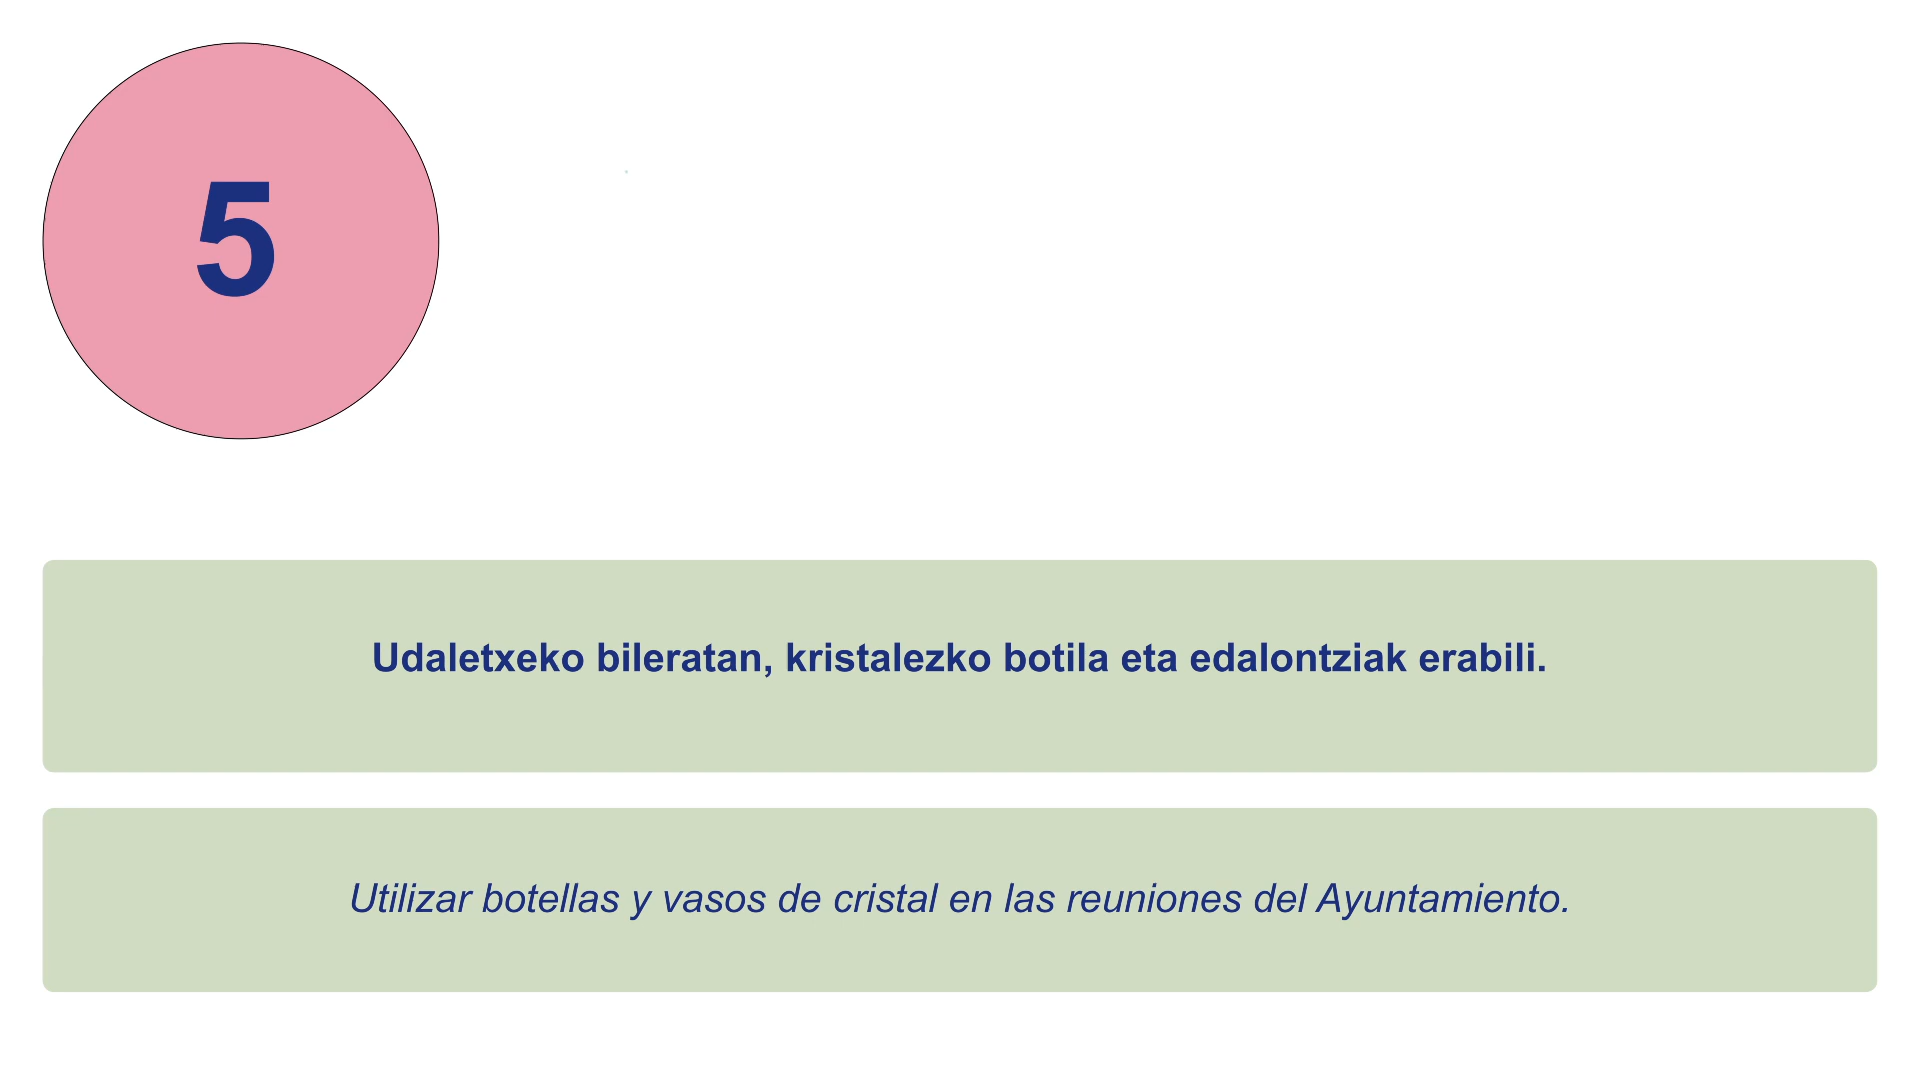 5
Udaletxeko bileratan, kristalezko botila eta edalontziak erabili.
Utilizar botellas y vasos de cristal en las reuniones del Ayuntamiento.